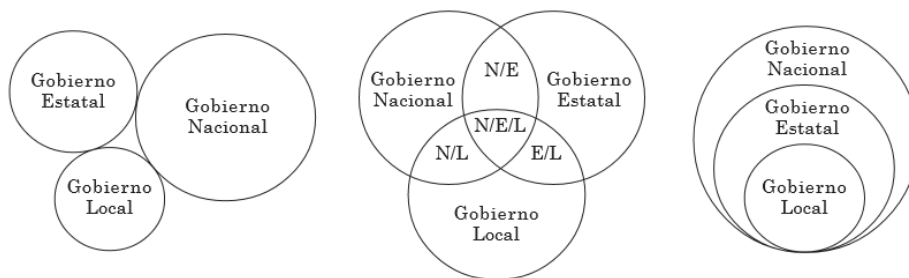 Gobierno
Estatal
Gobierno
Nacional
Gobierno
Local
Gobierno
Nacional
N/E
Gobierno
Estatal
N/E/L
N/L
E/L
Gobierno
Local
Gobierno
Nacional
Gobierno
Estatal
Gobierno
Local